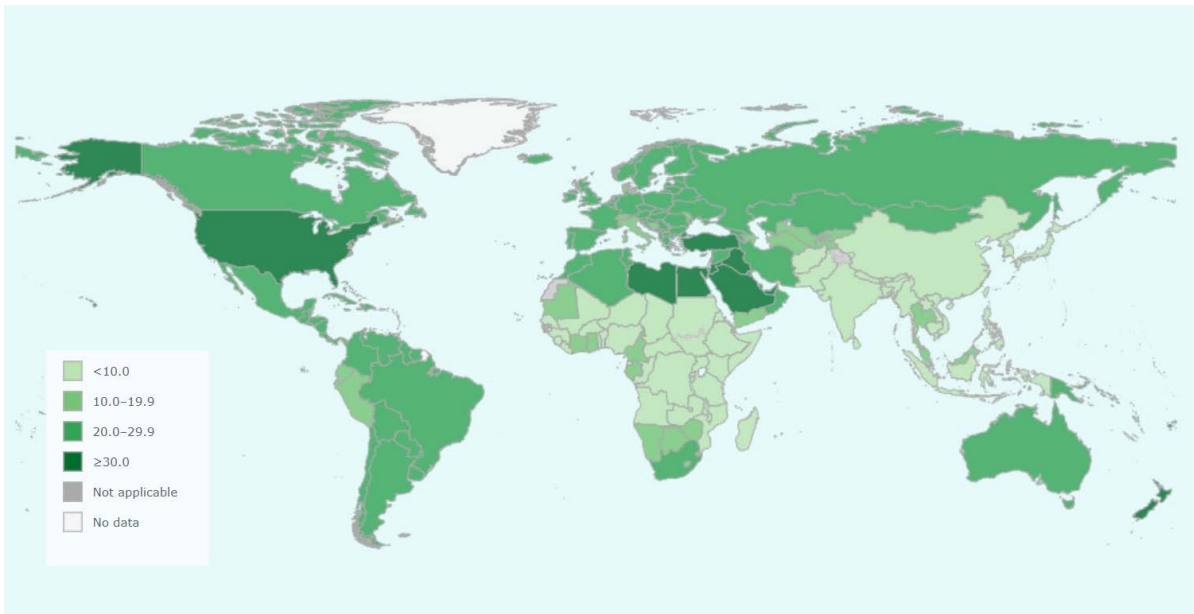 <10.0
10.0–19.9
20.0–29.9
≥30.0
Not applicable
No data